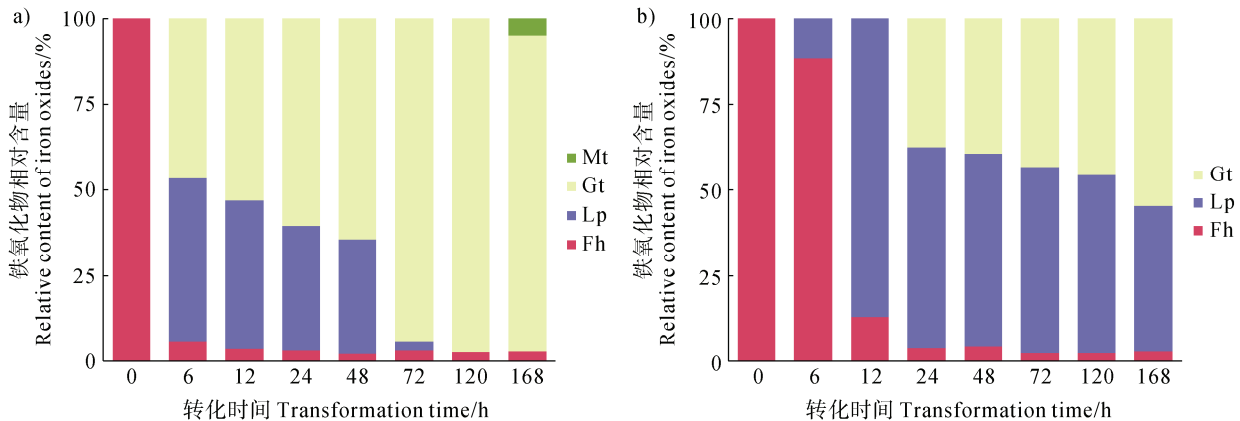 a)
铁氧化物相对含量
Relative content of iron oxides/%
100
75
50
25
0
0 6 12 24 48 72 120 168
转化时间 Transformation time/h
Mt
Gt
Lp
Fh
b)
铁氧化物相对含量
Relative content of iron oxides/%
100
75
50
25
0
0 6 12 24 48 72 120 168
转化时间 Transformation time/h
Gt
Lp
Fh